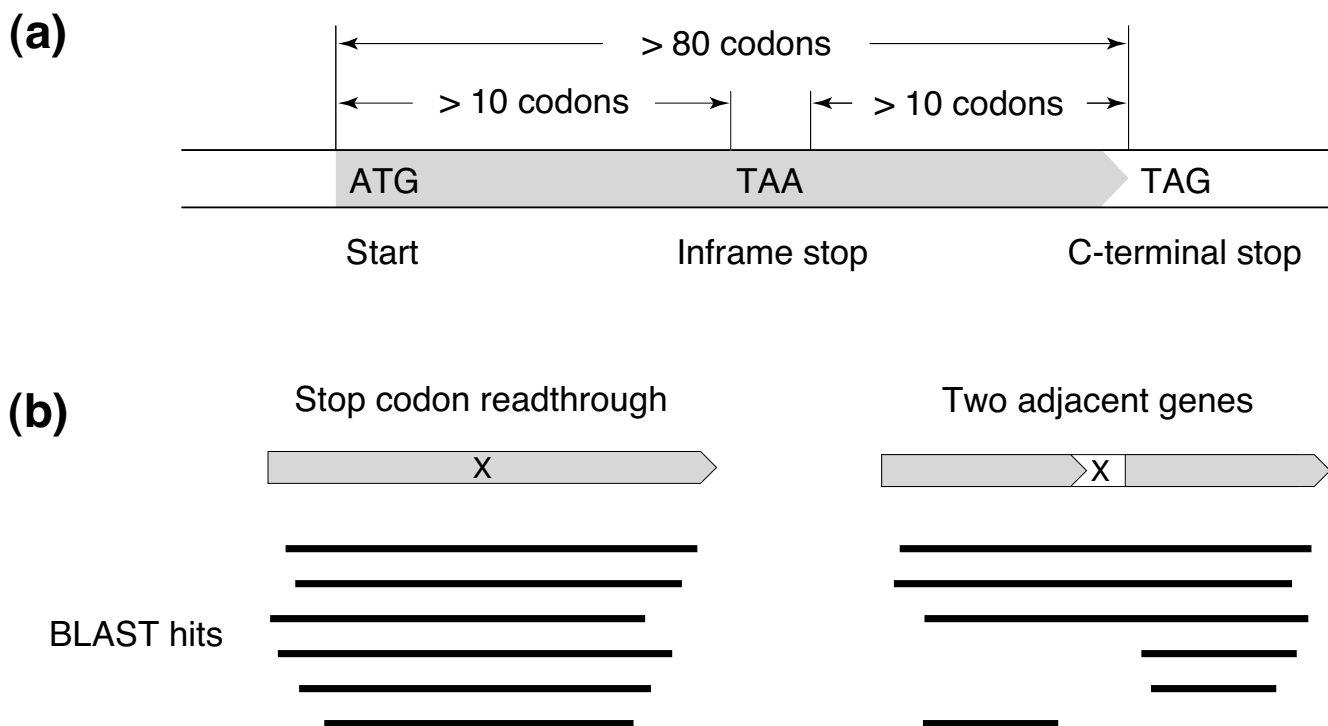 (a)
> 80 codons
> 10 codons > 10 codons
ATG TAA TAG
Start Inframe stop C-terminal stop
(b)
Stop codon readthrough Two adjacent genes
X X
BLAST hits